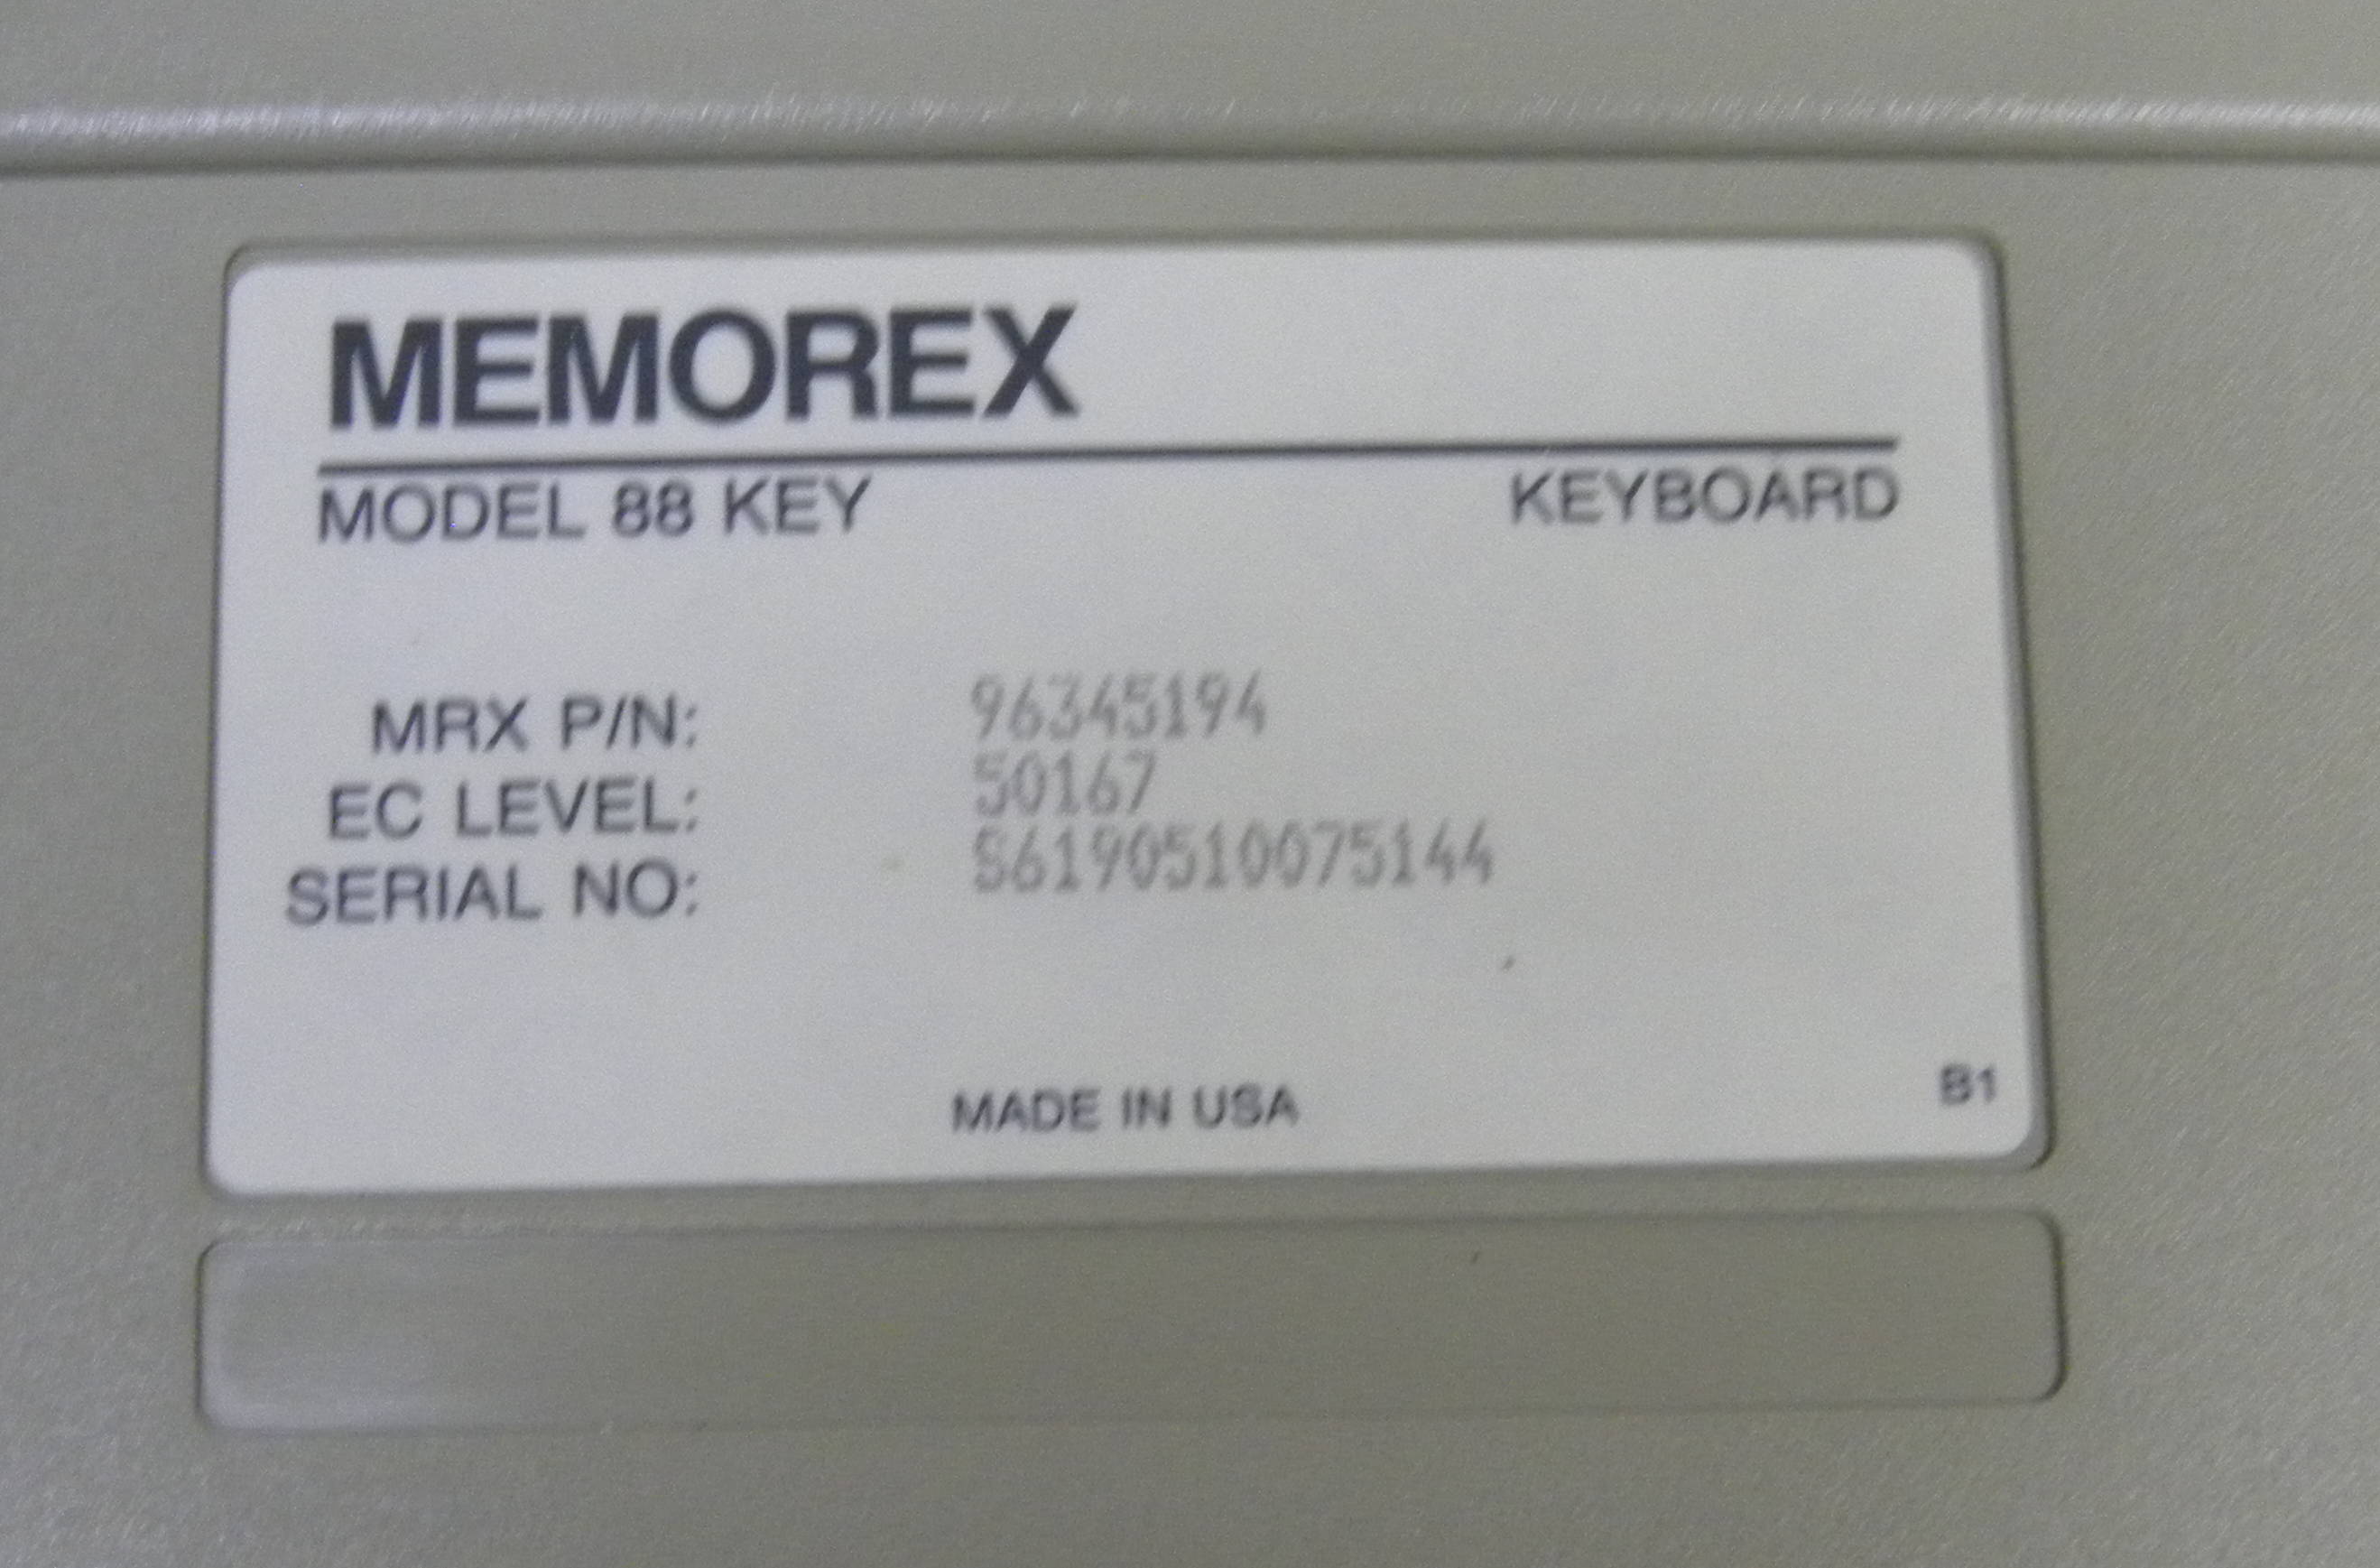 MEMOREX
MODEL 88 KEY KEYBOARD
MRX P/N: 96345194
EC LEVEL: 50167
SERIAL NO: S6190510075144
MADE IN USA
B1